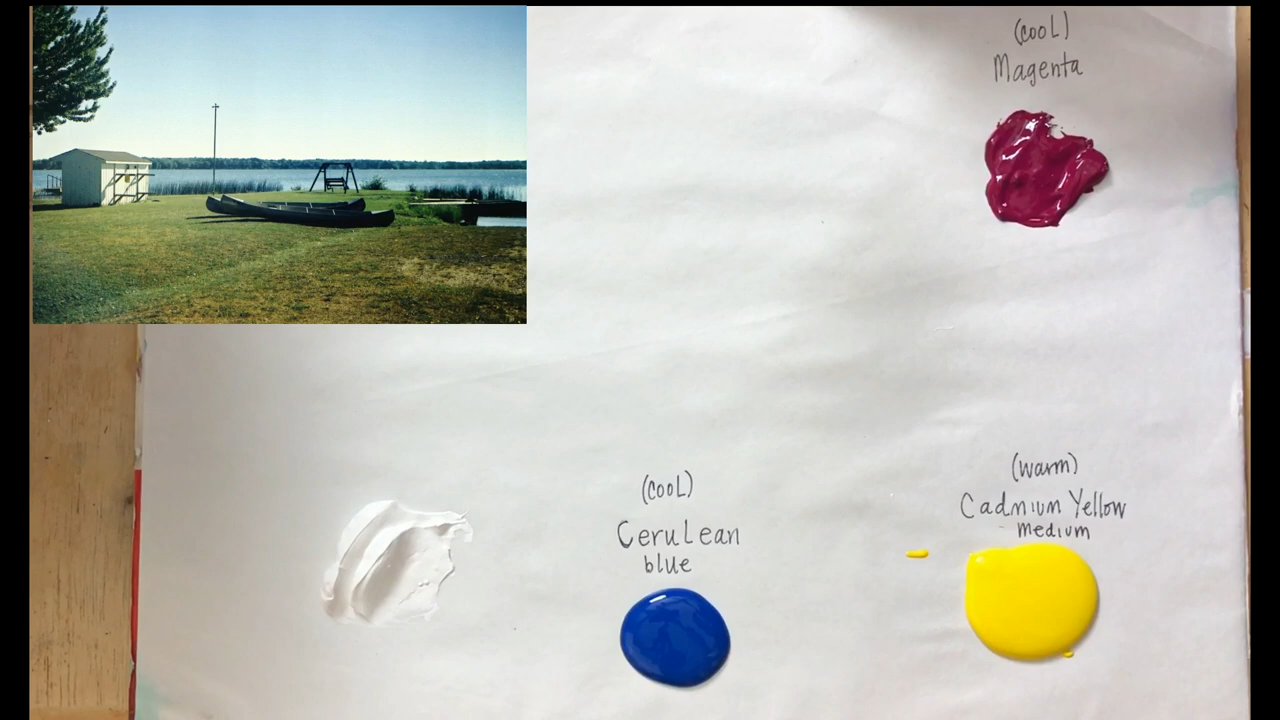 (cooL)
Magenta
(cooL)
CeruLean
blue
(warm)
Cadmium Yellow
medium